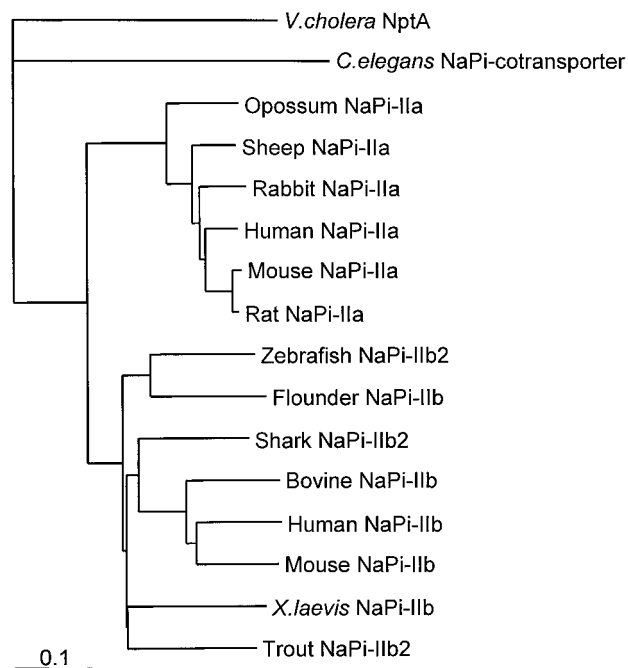 V.cholera NptA
C.elegans NaPi-cotransporter
Opossum NaPi-IIa
Sheep NaPi-IIa
Rabbit NaPi-IIa
Human NaPi-IIa
Mouse NaPi-IIa
Rat NaPi-IIa
Zebrafish NaPi-IIb2
Flounder NaPi-IIb
Shark NaPi-IIb2
Bovine NaPi-IIb
Human NaPi-IIb
Mouse NaPi-IIb
X.laevis NaPi-IIb
Trout NaPi-IIb2
0.1